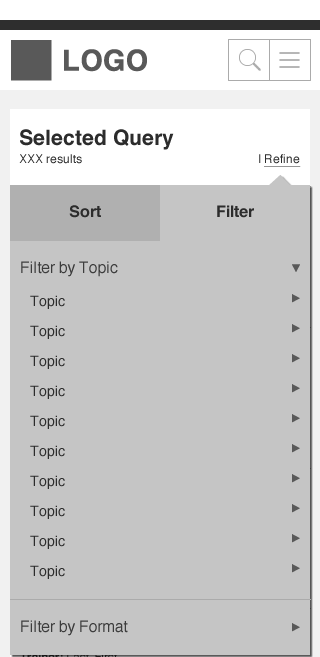 LOGO
Selected Query
XXX results
| Refine
Sort
Filter
Filter by Topic
Topic
Topic
Topic
Topic
Topic
Topic
Topic
Topic
Topic
Topic
Filter by Format